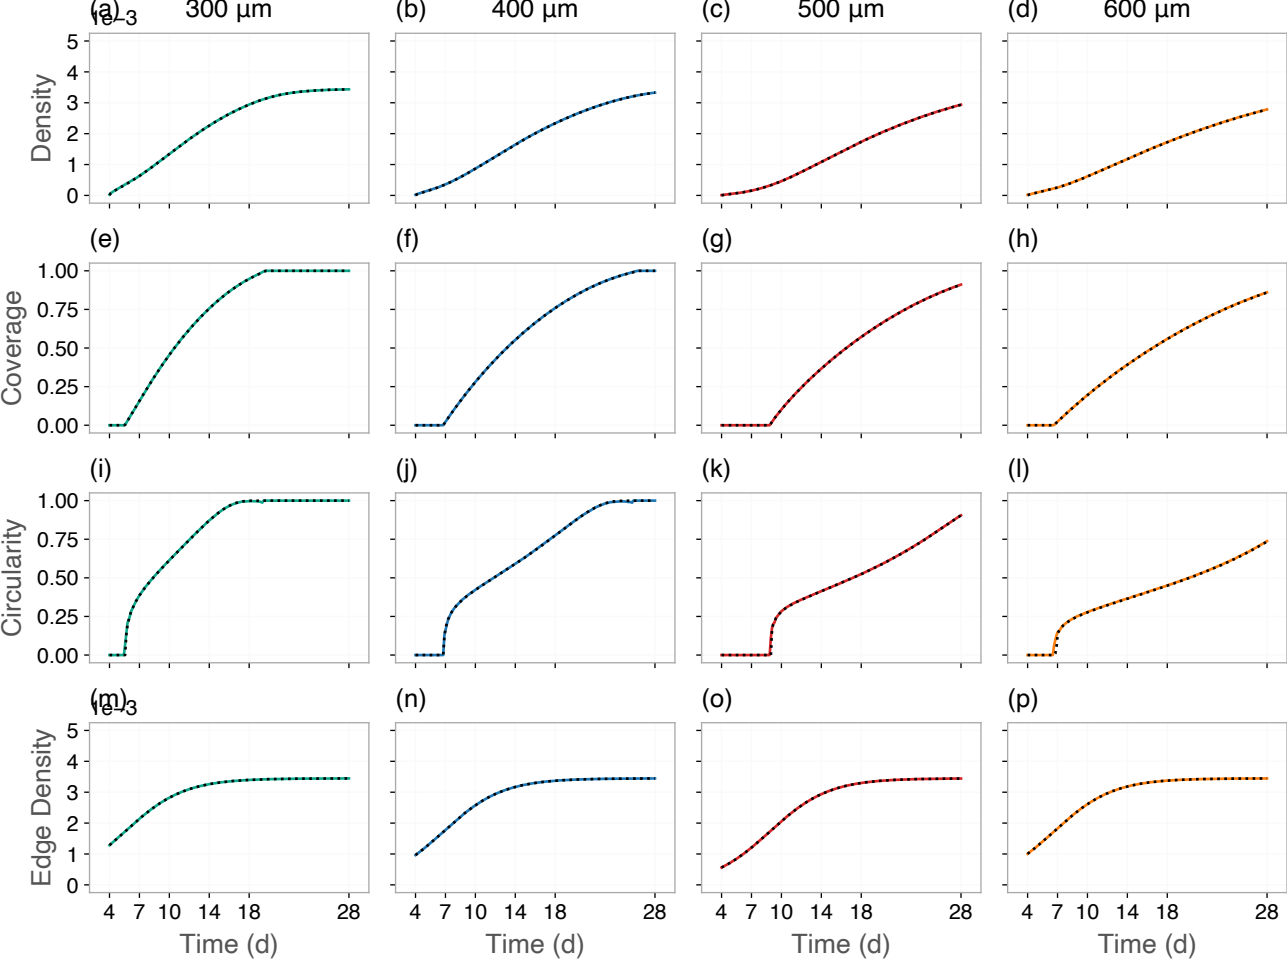 (a) 300 μm (b) 400 μm (c) 500 μm (d) 600 μm
1e−3
5
4
3
2
1
0
Density
(e) (f) (g) (h)
1.00
0.75
0.50
0.25
0.00
Coverage
(i) (j) (k) (l)
1.00
0.75
0.50
0.25
0.00
Circularity
(m) (n) (o) (p)
1e−3
5
4
3
2
1
0
Edge Density
4 7 10 14 18 28 4 7 10 14 18 28 4 7 10 14 18 28 4 7 10 14 18 28
Time (d) Time (d) Time (d) Time (d)